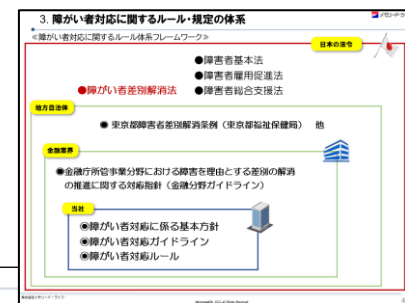 3. 障がい者対応に関するルール・規定の体系
≪障がい者対応に関するルール体系フレームワーク≫
日本の法令
●障害者基本法
●障害者雇用促進法
●障がい者差別解消法 ●障害者総合支援法
地方自治体
●東京都障害者差別解消条例（東京都福祉保健局） 他
金融業界
●金融庁所管事業分野における障害を理由とする差別の解消
の推進に関する対応指針（金融分野ガイドライン）
当社
◉障がい者対応に係る基本方針
◉障がい者対応ガイドライン
◉障がい者対応ルール